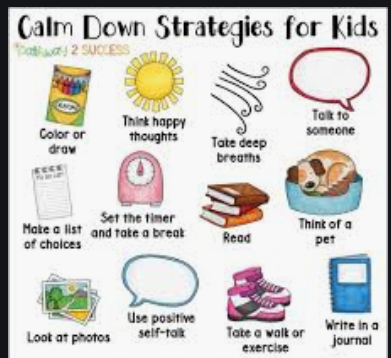 Calm Down Strategies for Kids
pathway 2 SUCCESS
Color or
draw
Think happy
thoughts
Take deep
breaths
Talk to
someone
Make a list
of choices
Set the timer
and take a break
Read
Think of a
pet
Look at photos
Use positive
self-talk
Take a walk or
exercise
Write in a
journal